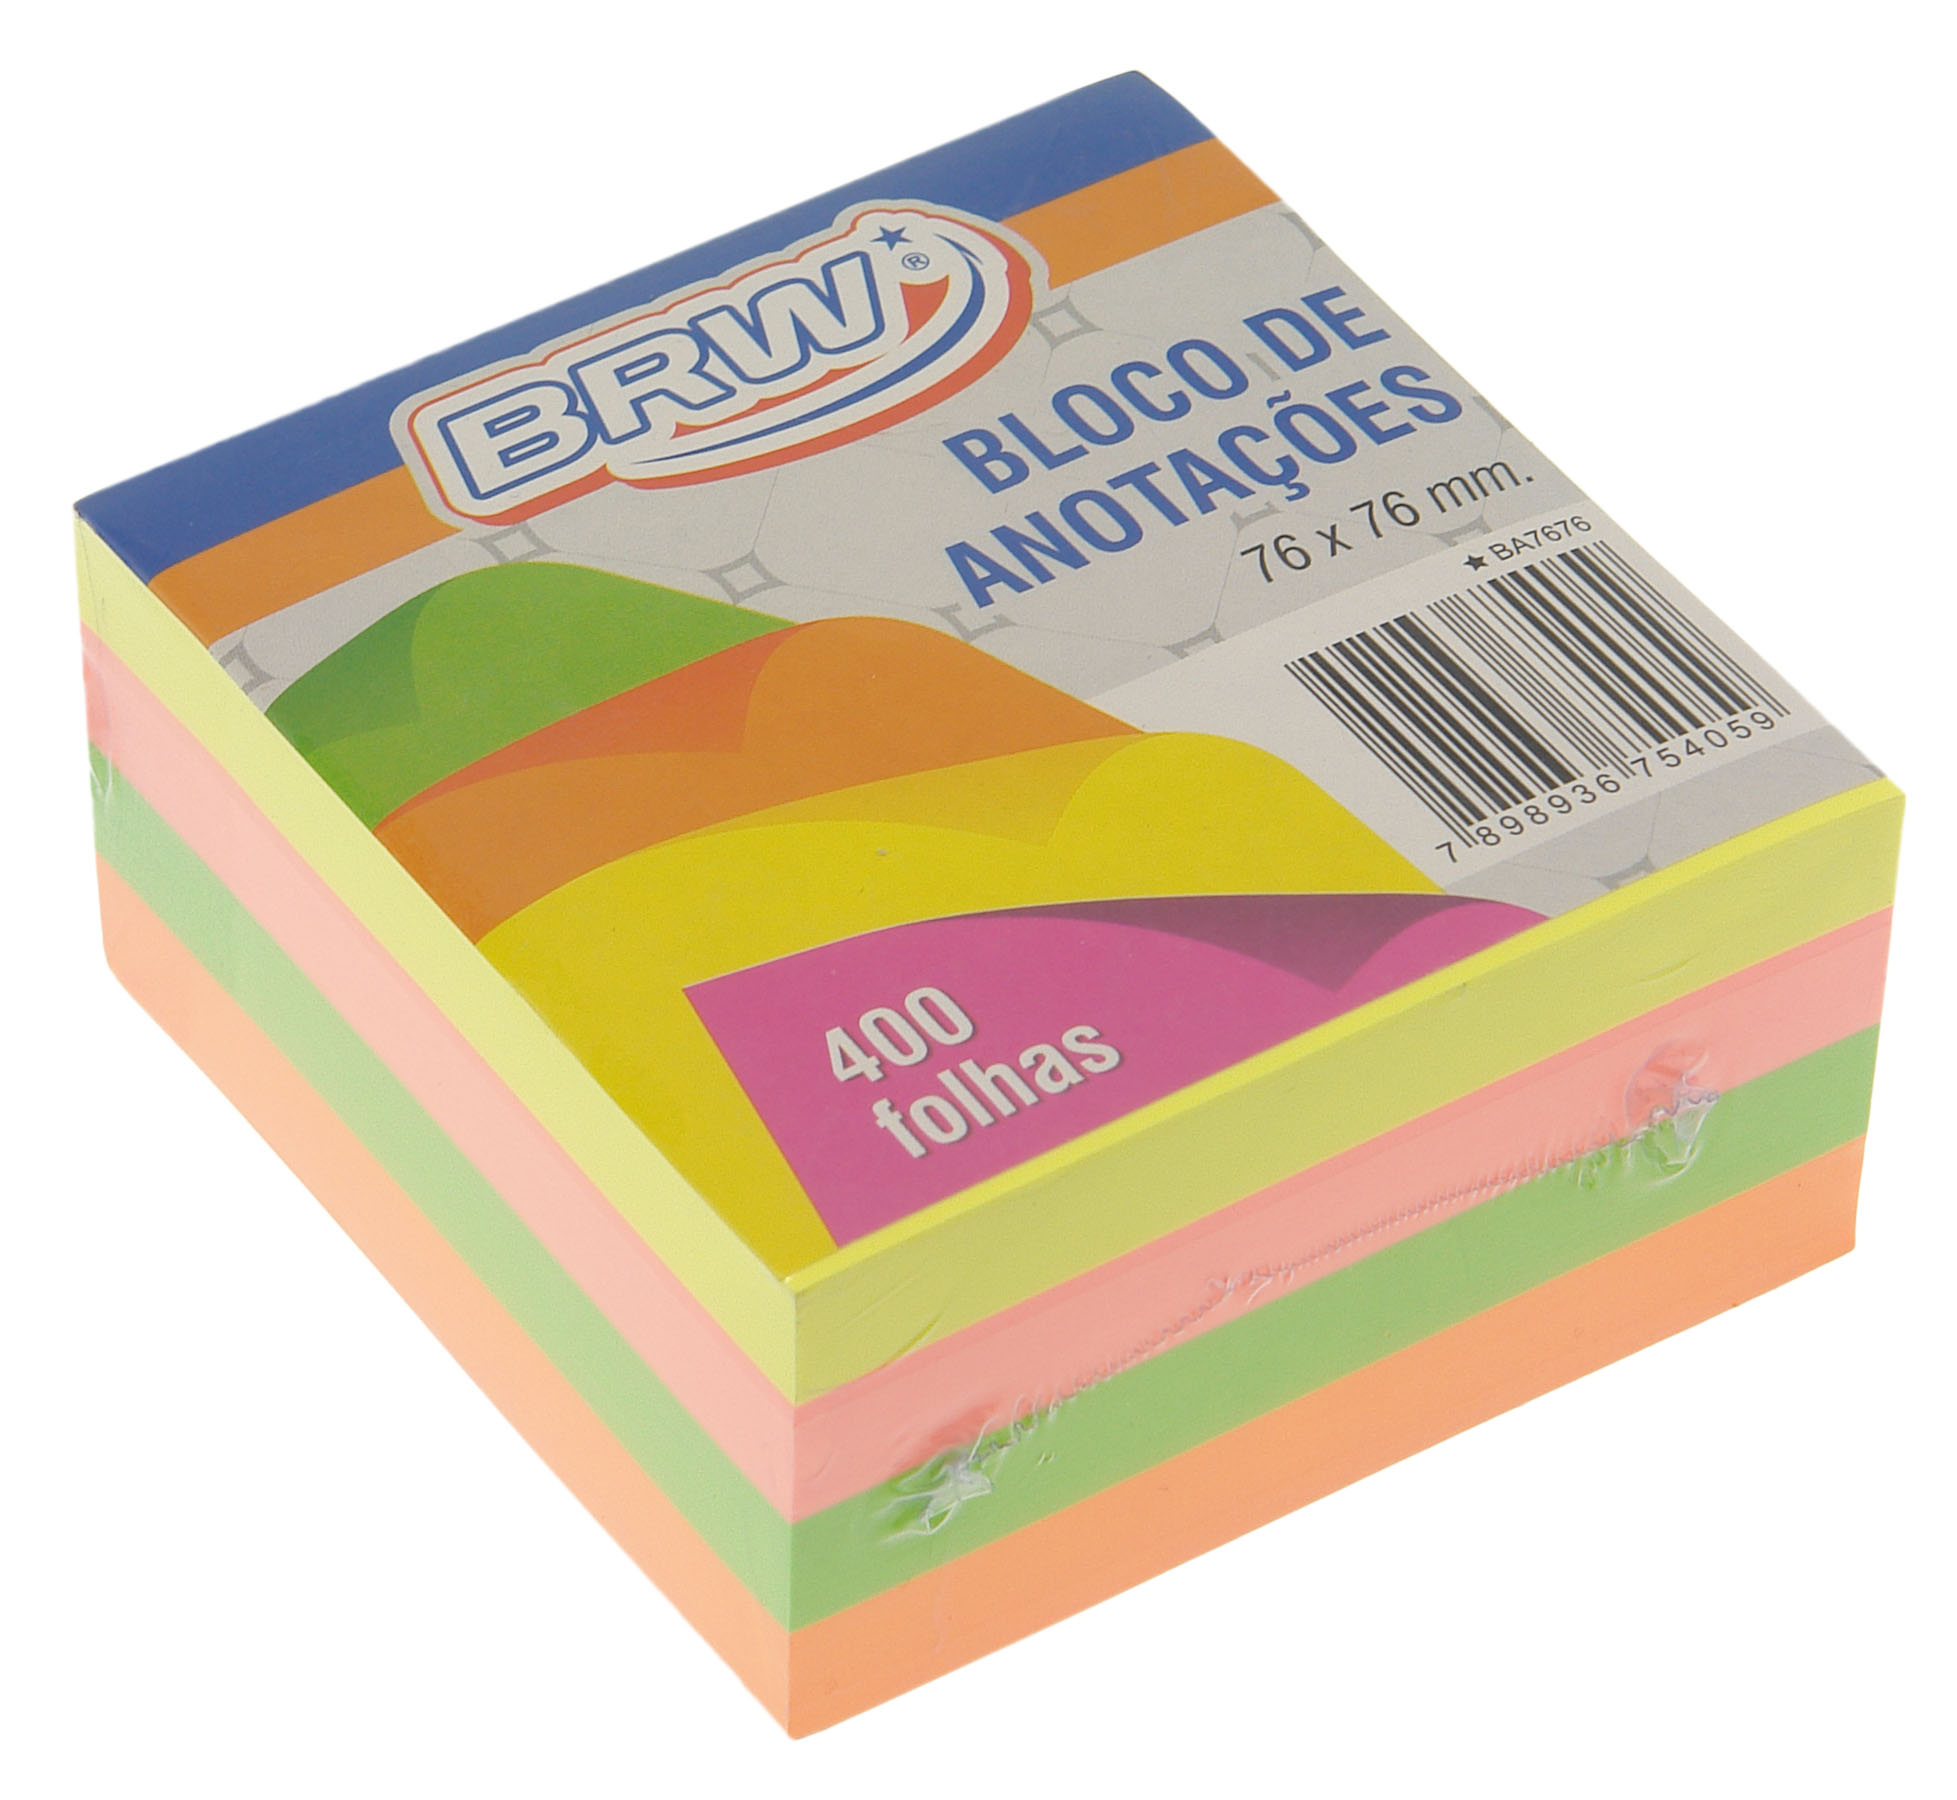 BRW®
BLOCO DE
ANOTAÇÕES
76 x 76 mm.
★BA7676
7 898936 754059
400
folhas